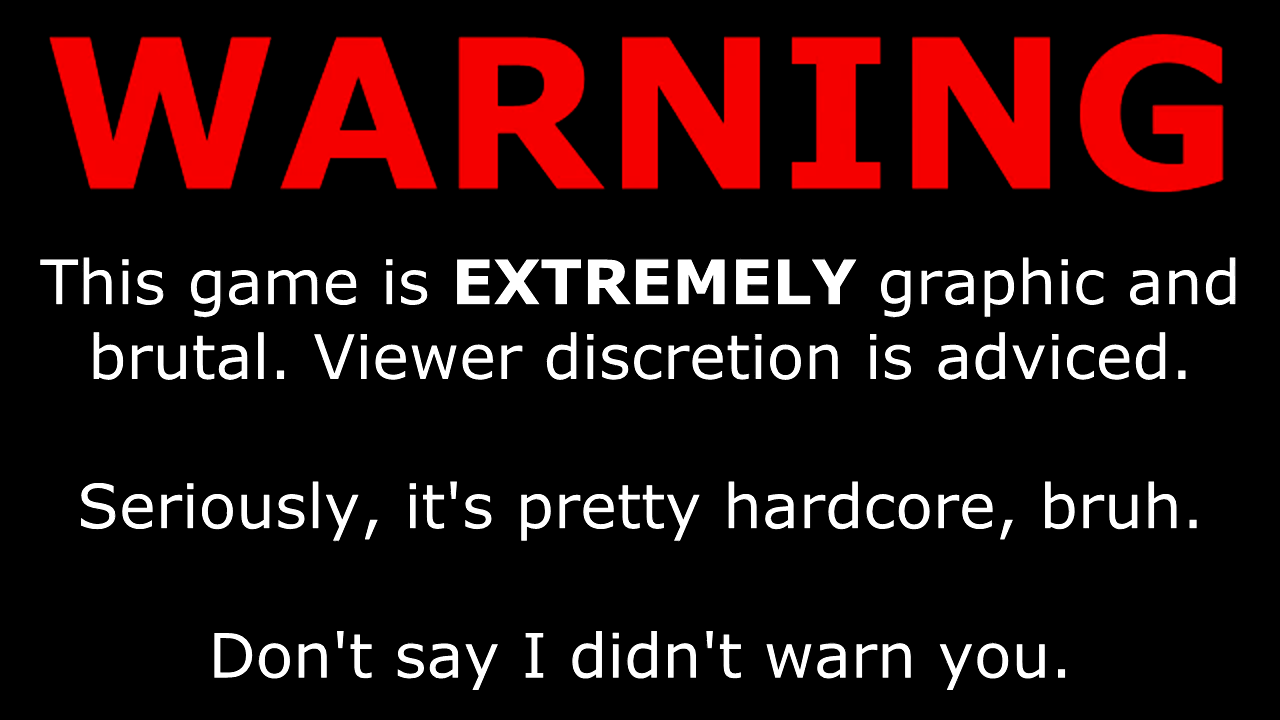 WARNING
This game is EXTREMELY graphic and
brutal. Viewer discretion is adviced.
Seriously, it's pretty hardcore, bruh.
Don't say I didn't warn you.